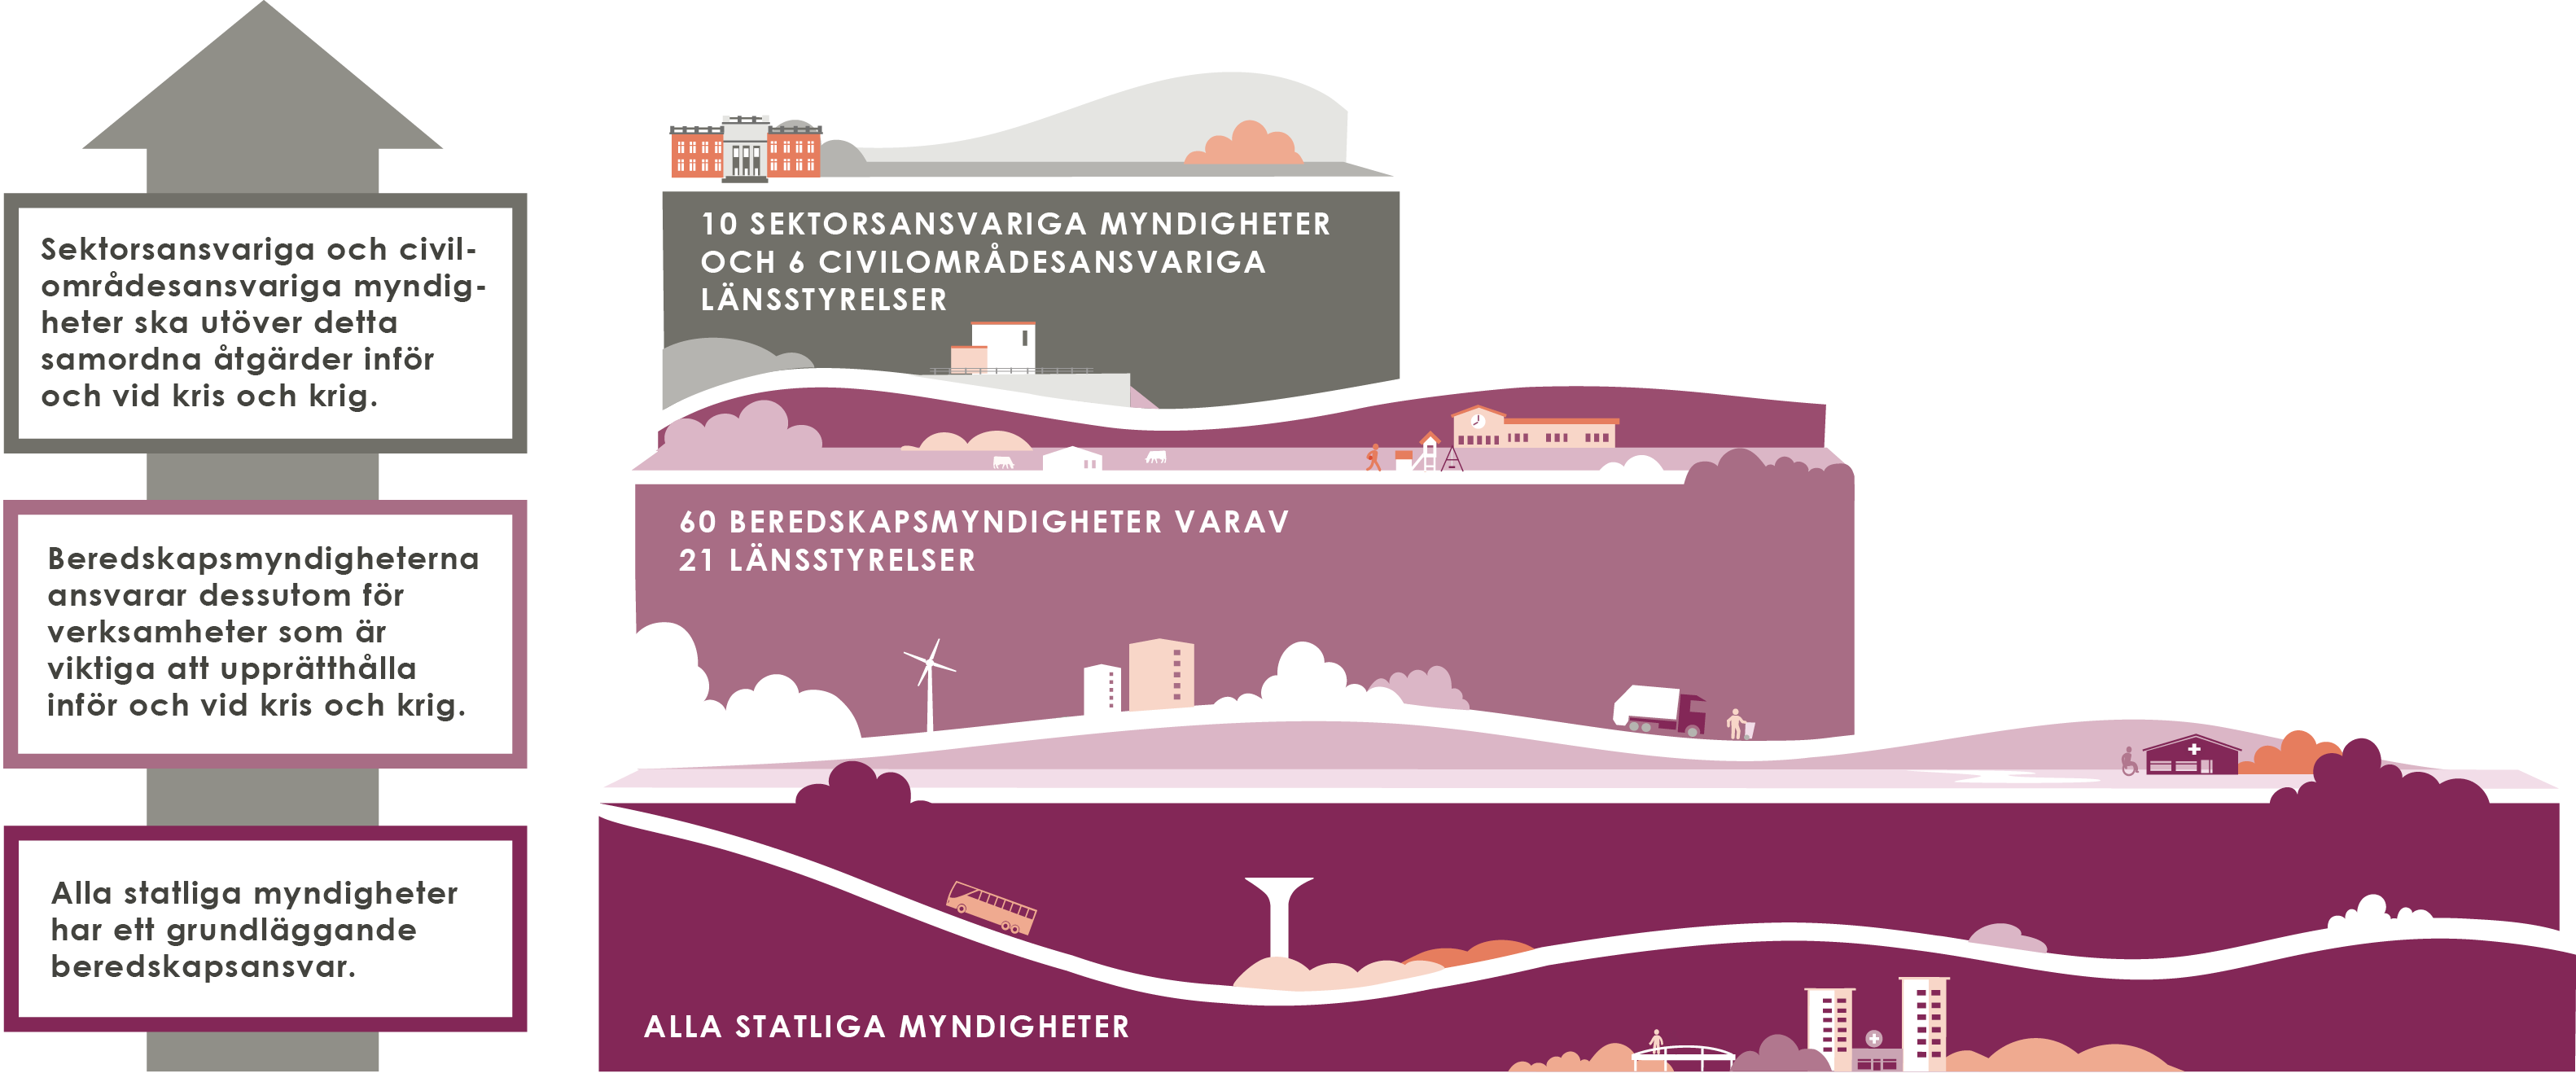 Sektorsansvariga och civil-
områdesansvariga myndig-
heter ska utöver detta
samordna åtgärder inför
och vid kris och krig.
Beredskapsmyndigheterna
ansvarar dessutom för
verksamheter som är
viktiga att upprätthålla
inför och vid kris och krig.
Alla statliga myndigheter
har ett grundläggande
beredskapsansvar.
10 SEKTORSANSVARIGA MYNDIGHETER
OCH 6 CIVILOMRÅDESANSVARIGA
LÄNSSTYRELSER
60 BEREDSKAPSMYNDIGHETER VARAV
21 LÄNSSTYRELSER
ALLA STATLIGA MYNDIGHETER